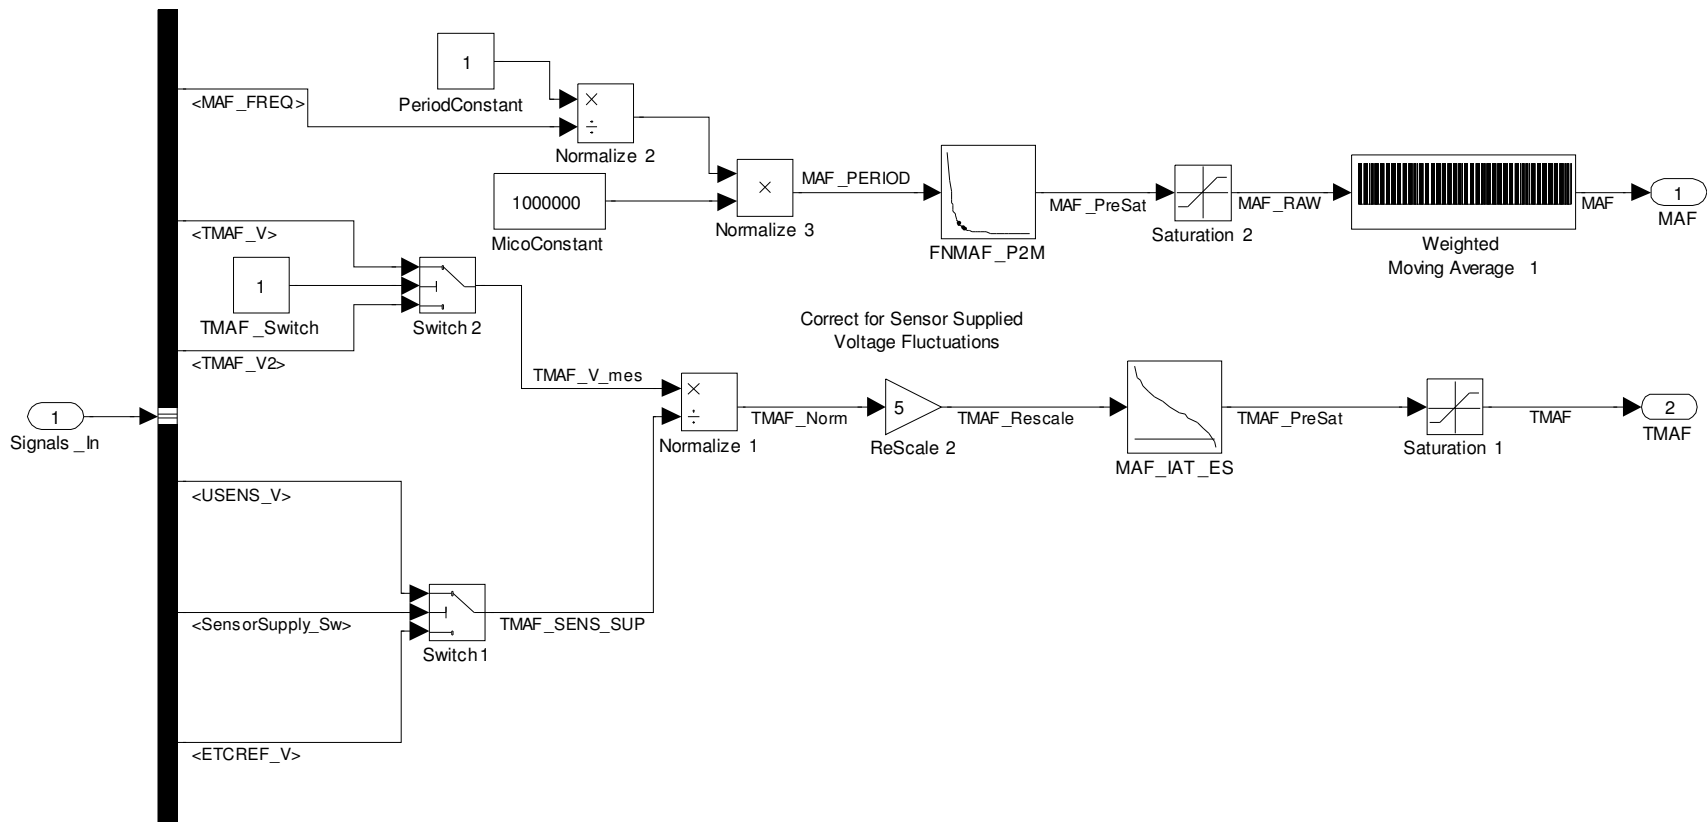 1
PeriodConstant
<MAF_FREQ>
×
÷
Normalize 2
1000000
MicoConstant
×
Normalize 3
MAF_PERIOD
FNMAF_P2M
MAF_PreSat
Saturation 2
MAF_RAW
Weighted
Moving Average 1
MAF
1
MAF
<TMAF_V>
1
TMAF_Switch
<TMAF_V2>
Switch 2
Correct for Sensor Supplied
Voltage Fluctuations
TMAF_V_mes
×
÷
Normalize 1
TMAF_Norm
5
ReScale 2
TMAF_Rescale
MAF_IAT_ES
TMAF_PreSat
Saturation 1
TMAF
2
TMAF
1
Signals_In
<USENS_V>
<SensorSupply_Sw>
Switch 1
TMAF_SENS_SUP
<ETCREF_V>